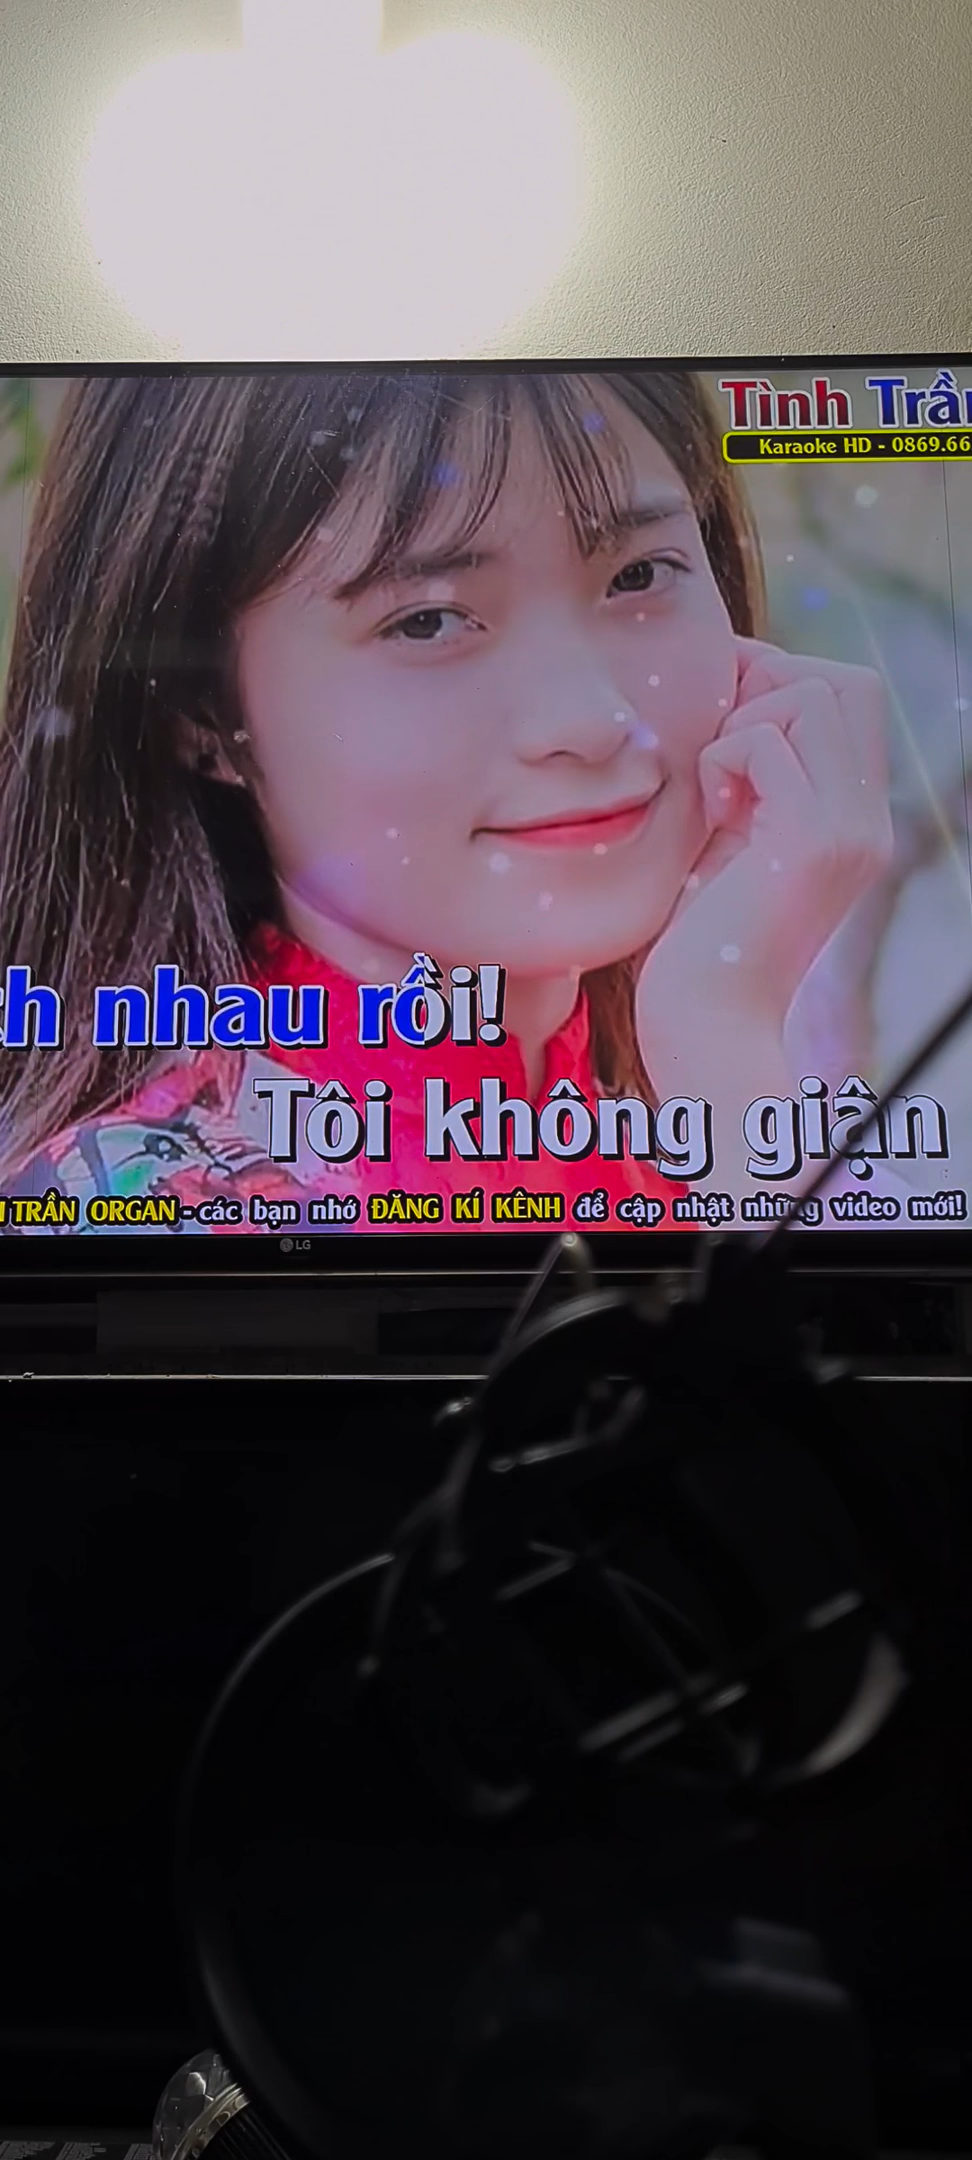 Tình
Karaoke HD - 0869.66
nhau rồi!
Tôi không giận
TRẦN ORGAN - các bạn nhớ ĐĂNG KÍ KÊNH để cập nhật những video mới!
LG